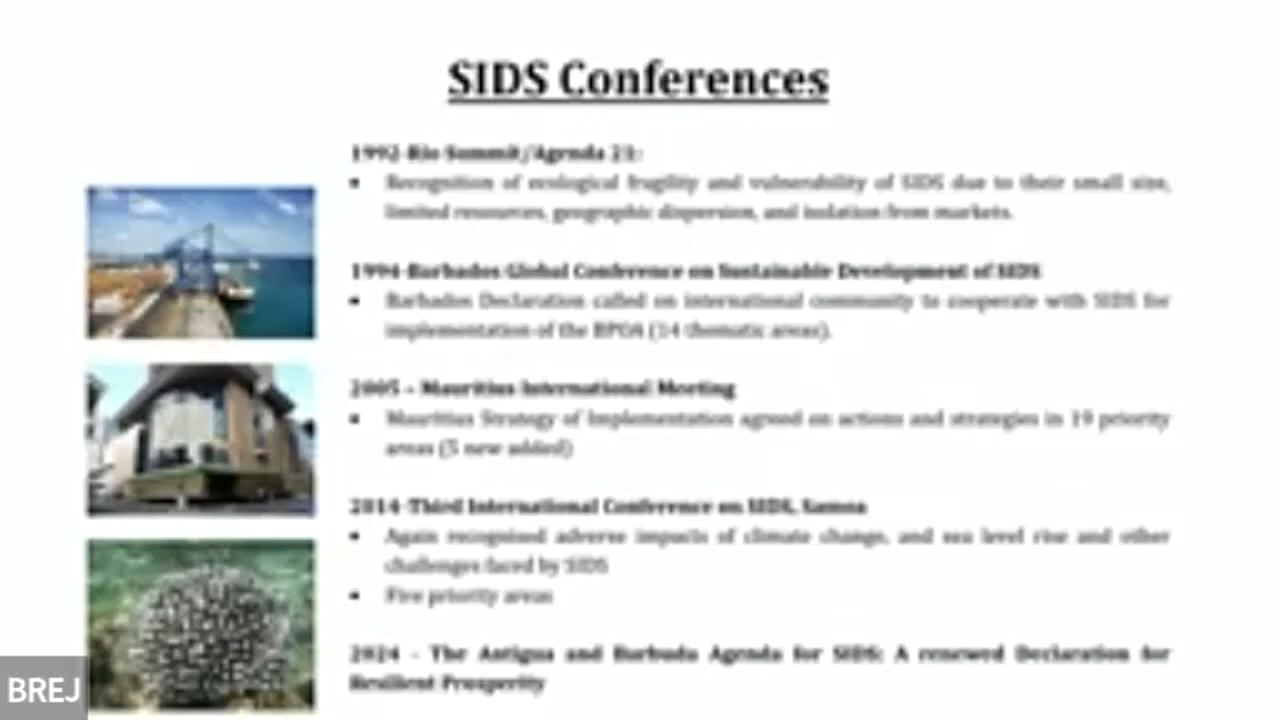 SIDS Conferences
1992-Rio Summit/Agenda 21:
• Recognition of ecological fragility and vulnerability of SIDS due to their small size,
limited resources, geographic dispersion, and isolation from markets.
1994-Barbados Global Conference on Sustainable Development of SIDS
• Barbados Declaration called on international community to cooperate with SIDS for
implementation of the BPOA (14 thematic areas).
2005 – Mauritius International Meeting
• Mauritius Strategy of Implementation agreed on actions and strategies in 19 priority
areas (5 new added)
2014-Third International Conference on SIDS, Samoa
• Again recognised adverse impacts of climate change, and sea level rise and other
challenges faced by SIDS
• Five priority areas
2024 – The Antigua and Barbuda Agenda for SIDS: A renewed Declaration for
Resilient Prosperity
BREJ